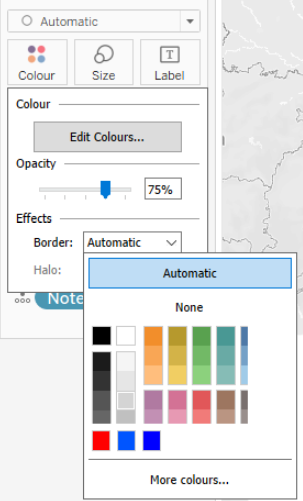 Automatic
Colour
Size
T
Label
Colour
Edit Colours...
Opacity
75%
Effects
Border: Automatic
Halo:
Note
Automatic
None
More colours...